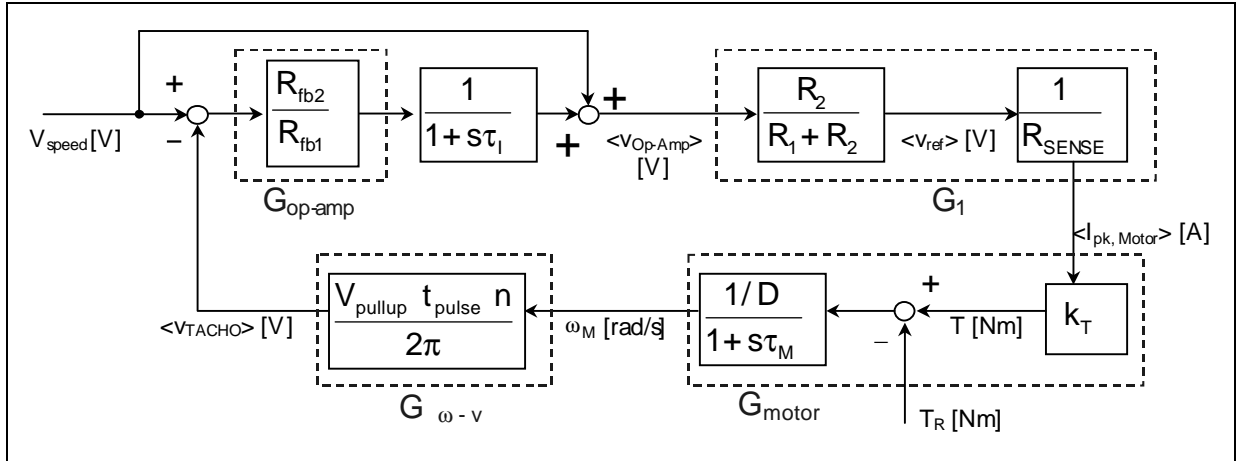 V_speed [V]
+
−
R_fb2
R_fb1
G_op-amp
1
1 + sτ_I
+
+
<v_Op-Amp>
[V]
R_2
R_1 + R_2
<v_ref> [V]
1
R_SENSE
G_1
<I_pk, Motor> [A]
k_T
T [Nm]
+
−
T_R [Nm]
1/ D
1 + sτ_M
G_motor
ω_M [rad/s]
V_pullup t_pulse n
2π
G_ω - v
<v_TACHO> [V]